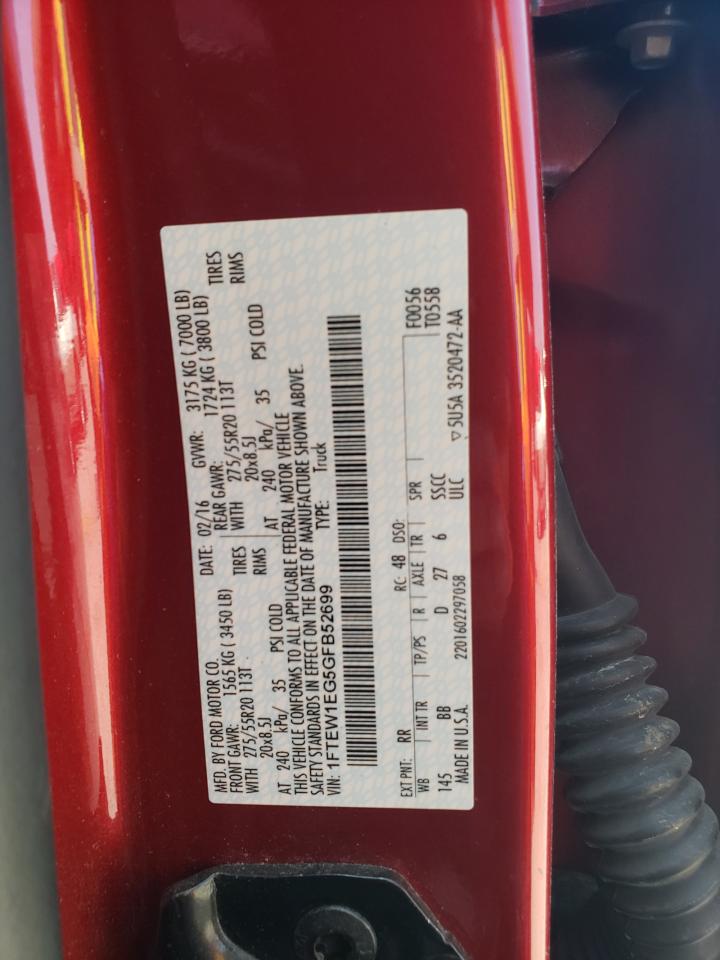 MFD. BY FORD MOTOR CO. DATE: 02/16 GVWR: 3175 KG ( 7000 LB)
FRONT GAWR: 1565 KG ( 3450 LB) REAR GAWR: 1724 KG ( 3800 LB)
WITH 275/55R20 113T TIRES WITH 275/55R20 113T TIRES
20x8.5J RIMS 20x8.5J RIMS
AT 240 kPa/ 35 PSI COLD AT 240 kPa/ 35 PSI COLD
THIS VEHICLE CONFORMS TO ALL APPLICABLE FEDERAL MOTOR VEHICLE
SAFETY STANDARDS IN EFFECT ON THE DATE OF MANUFACTURE SHOWN ABOVE.
VIN: 1FTEW1EG5GFB52699 TYPE: Truck
F0056
EXT PNT: RR RC: 48 DSO: T0558
WB INT TR TP/PS R AXLE TR SPR
145 BB D 27 6 SSCC
ULC
MADE IN U.S.A. 2201602297058 ▽5U5A 3520472-AA